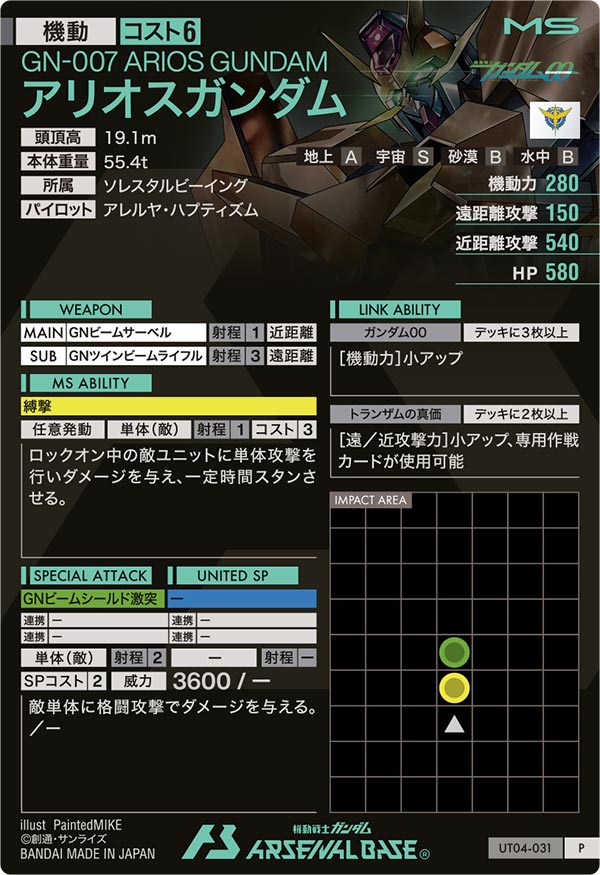 機動 コスト6
MS
GN-007 ARIOS GUNDAM
アリオスガンダム
ガンダム00
頭頂高 19.1m
本体重量 55.4t
所属 ソレスタルビーイング
パイロット アレルヤ・ハプティズム
地上 A 宇宙 S 砂漠 B 水中 B
機動力 280
遠距離攻撃 150
近距離攻撃 540
HP 580
WEAPON
MAIN GNビームサーベル 射程 1 近距離
SUB GNツインビームライフル 射程 3 遠距離
MS ABILITY
縛撃
任意発動 単体(敵) 射程 1 コスト 3
ロックオン中の敵ユニットに単体攻撃を
行いダメージを与え、一定時間スタンさ
せる。
LINK ABILITY
ガンダム00 デッキに3枚以上
[機動力]小アップ
トランザムの真価 デッキに2枚以上
[遠/近攻撃力]小アップ、専用作戦
カードが使用可能
IMPACT AREA
SPECIAL ATTACK UNITED SP
GNビームシールド激突 ー
連携 ー 連携 ー
連携 ー 連携 ー
単体(敵) 射程 2 ー 射程 ー
SPコスト 2 威力 3600 / ー
敵単体に格闘攻撃でダメージを与える。
/ー
illust PaintedMIKE
©創通・サンライズ
BANDAI MADE IN JAPAN
機動戦士ガンダム
ARSENAL BASE®
UT04-031 P